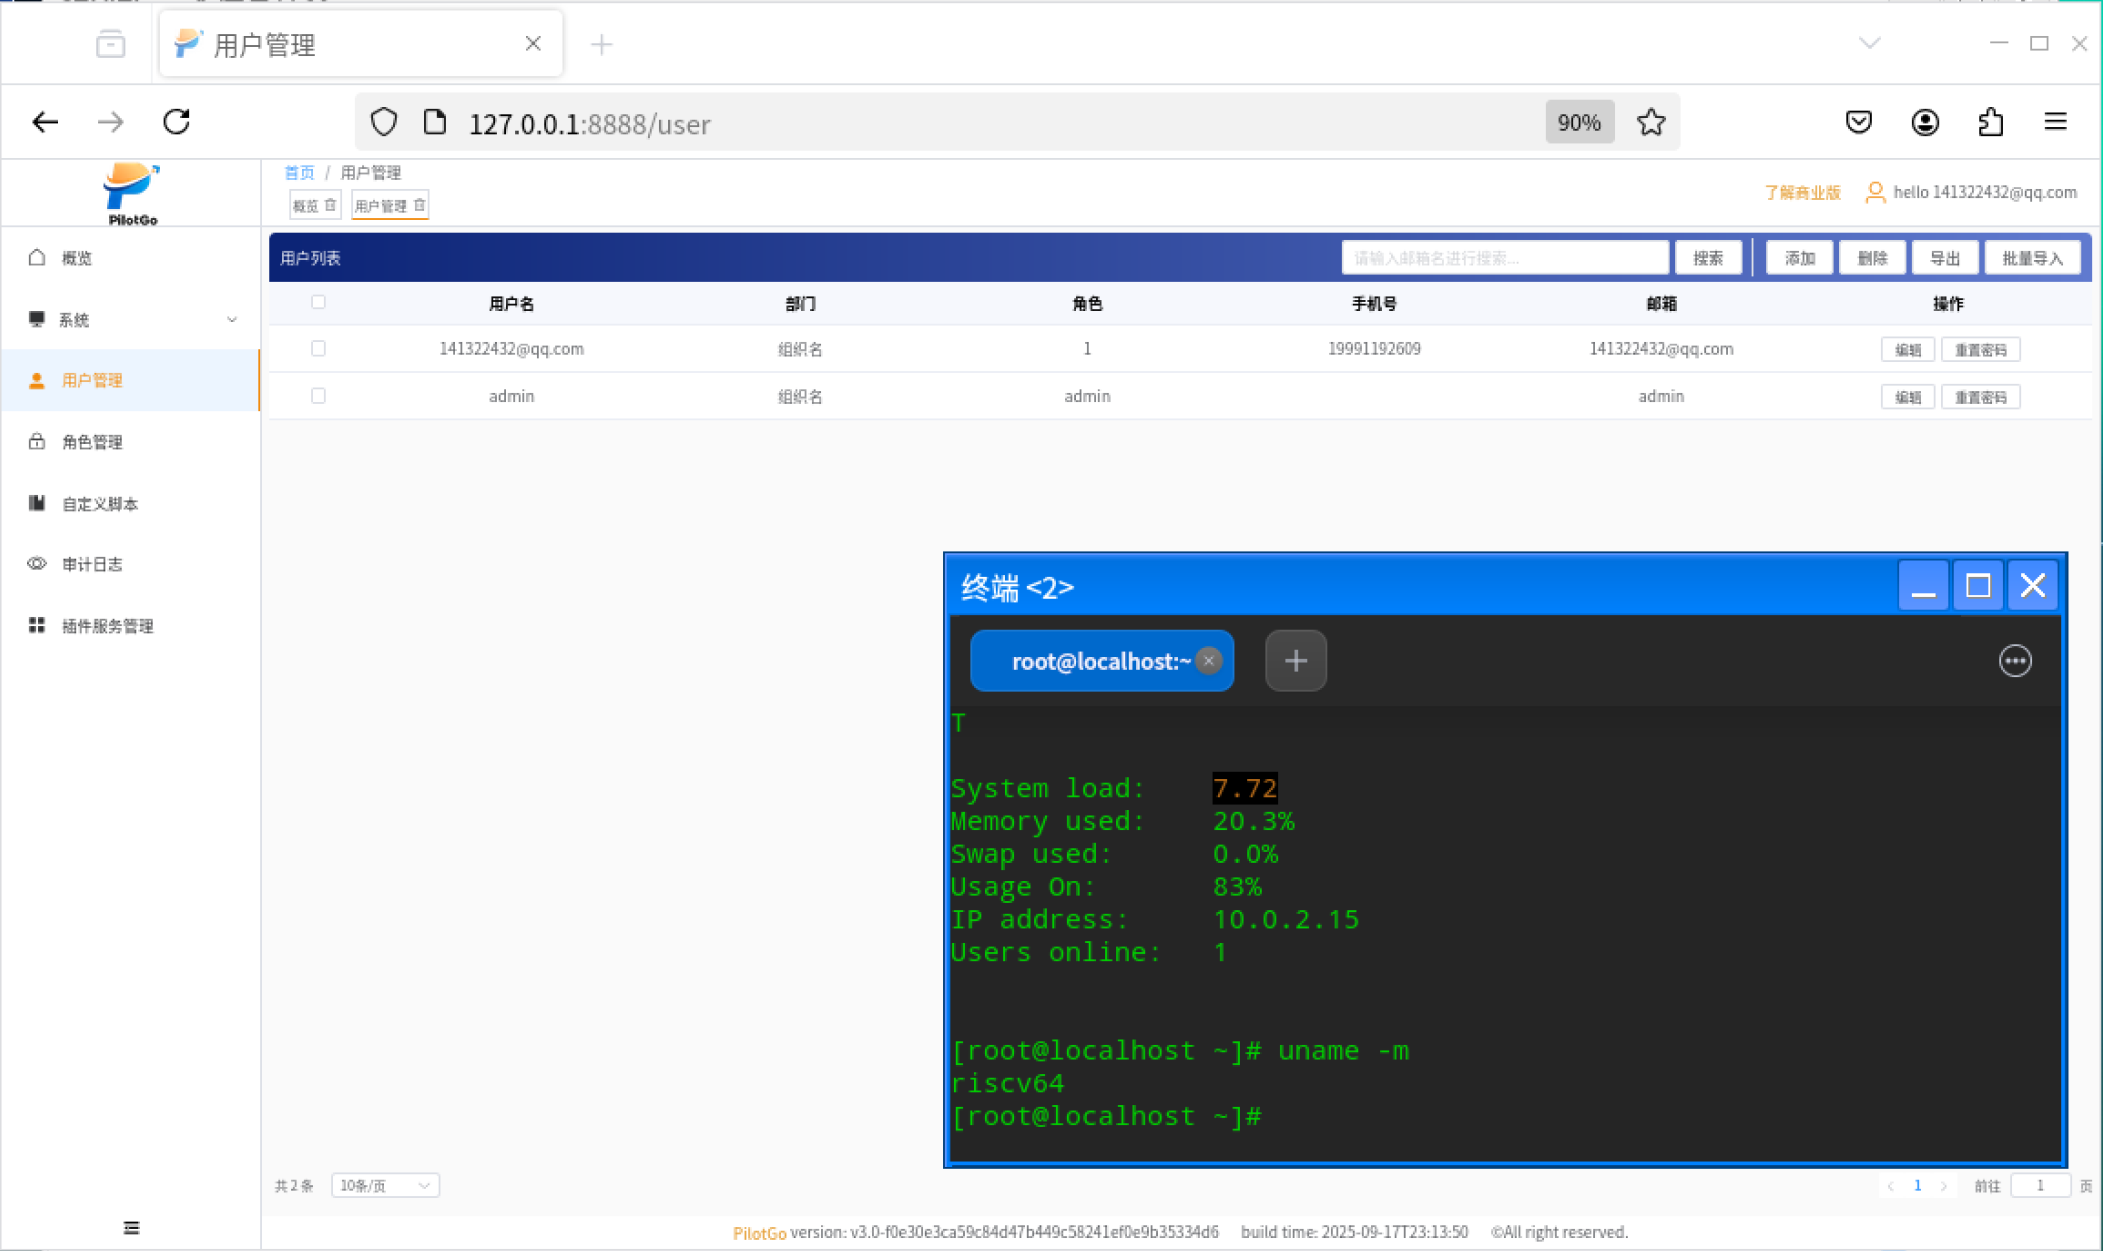 用户管理
127.0.0.1:8888/user
90%
PilotGo
首页 / 用户管理
概览
用户管理
了解商业版
hello 141322432@qq.com
概览
系统
用户管理
角色管理
自定义脚本
审计日志
插件服务管理
用户列表
请输入邮箱名进行搜索...
搜索
添加
删除
导出
批量导入
用户名 部门 角色 手机号 邮箱 操作
141322432@qq.com 组织名 1 19991192609 141322432@qq.com 编辑 重置密码
admin 组织名 admin admin 编辑 重置密码
终端 <2>
root@localhost:~
T
System load: 7.72
Memory used: 20.3%
Swap used: 0.0%
Usage On: 83%
IP address: 10.0.2.15
Users online: 1
[root@localhost ~]# uname -m
riscv64
[root@localhost ~]#
共 2 条
10条/页
1
前往 1 页
PilotGo version: v3.0-f0e30e3ca59c84d47b449c58241ef0e9b35334d6 build time: 2025-09-17T23:13:50 ©All right reserved.